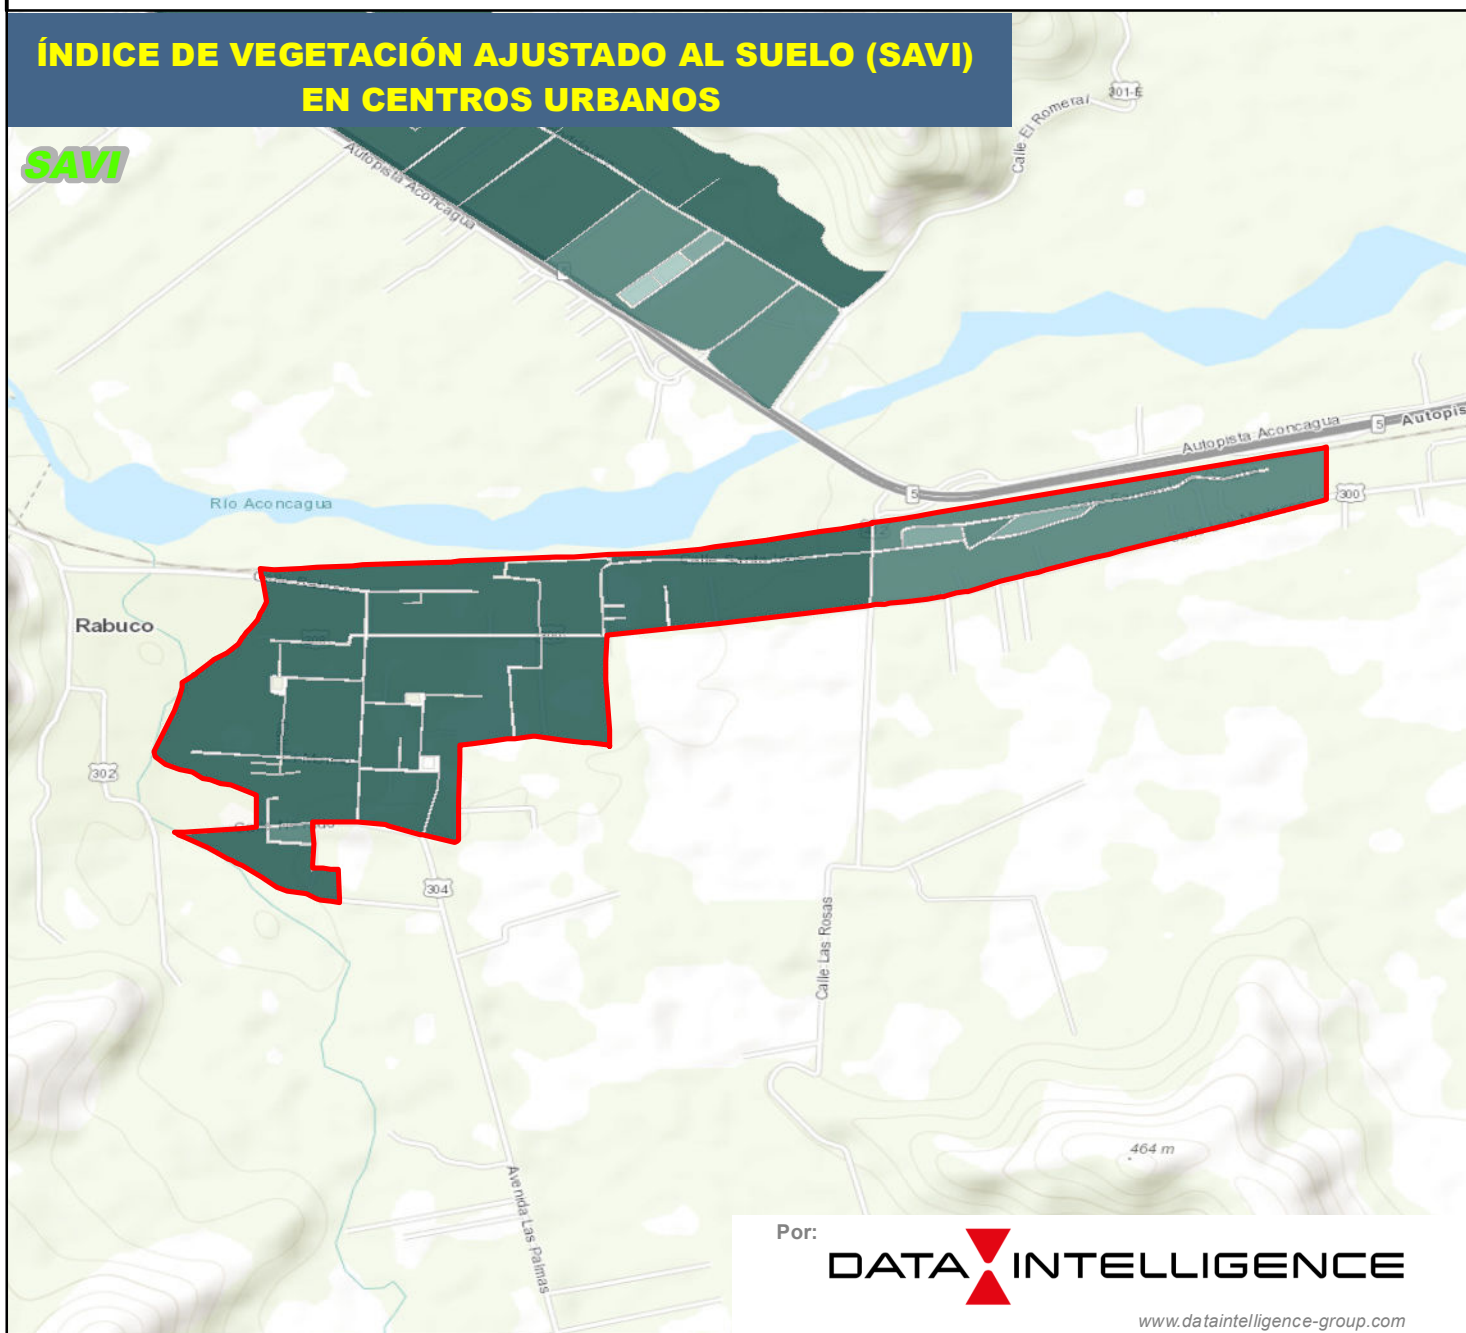 ÍNDICE DE VEGETACIÓN AJUSTADO AL SUELO (SAVI)
EN CENTROS URBANOS
SAVI
301-E
Calle El Romeral
Autopista Aconcagua
Autopista Aconcagua
5
Autopis
5
300
Río Aconcagua
Rabuco
302
304
Calle Las Rosas
464 m
Avenida Las Palmas
Por:
DATA INTELLIGENCE
www.dataintelligence-group.com